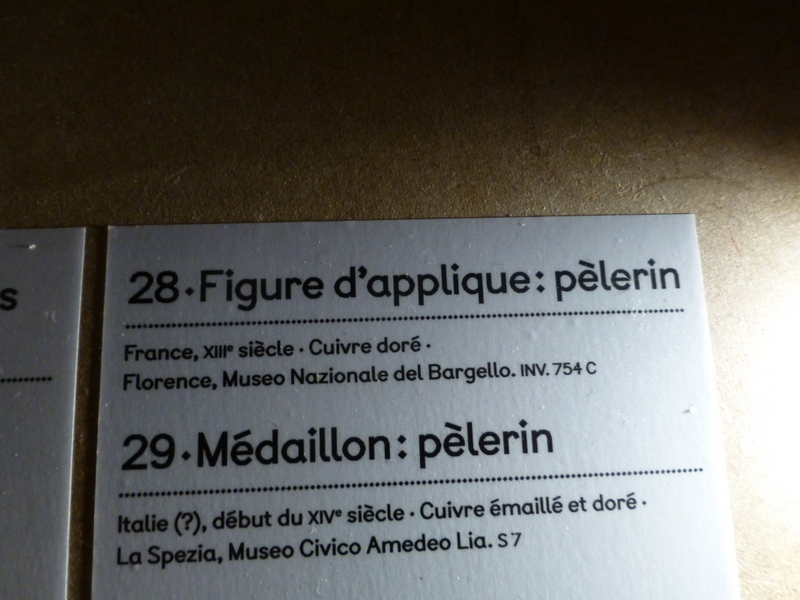 s
28·Figure d'applique: pèlerin
France, XIIIe siècle · Cuivre doré ·
Florence, Museo Nazionale del Bargello. INV. 754 C
29·Médaillon: pèlerin
Italie (?), début du XIVe siècle · Cuivre émaillé et doré ·
La Spezia, Museo Civico Amedeo Lia. S 7